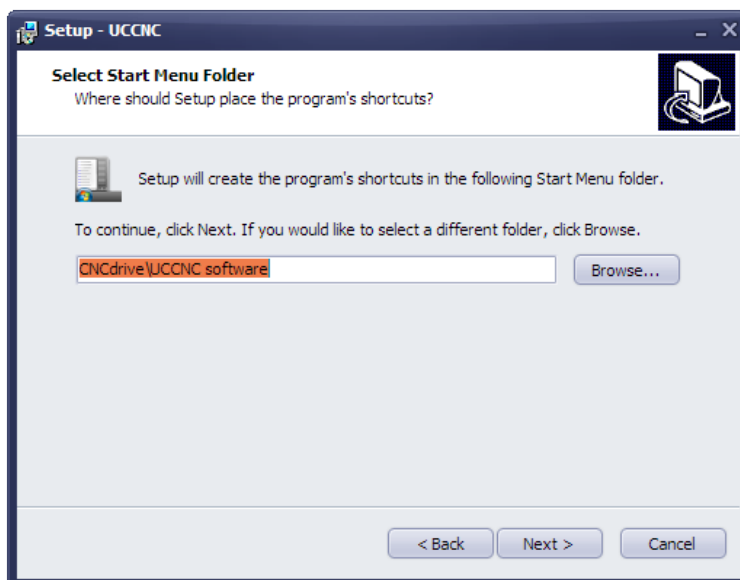 Setup - UCCNC
Select Start Menu Folder
Where should Setup place the program's shortcuts?
Setup will create the program's shortcuts in the following Start Menu folder.
To continue, click Next. If you would like to select a different folder, click Browse.
CNCdrive\UCCNC software
Browse...
< Back
Next >
Cancel